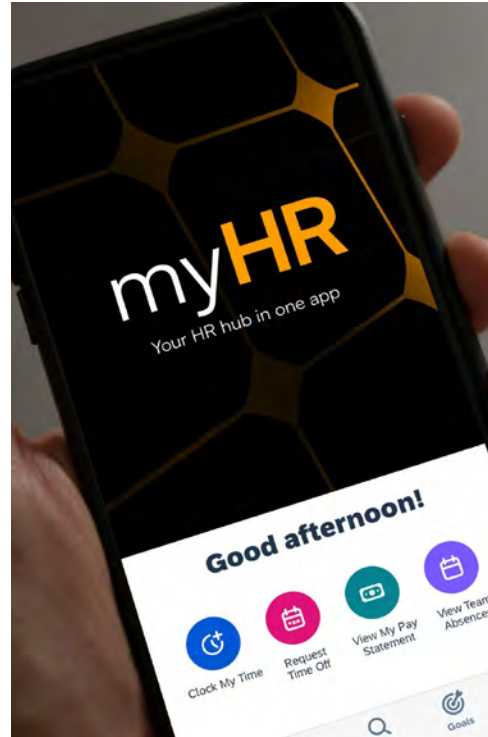 myHR
Your HR hub in one app
Good afternoon!
Clock My Time
Request
Time Off
View My Pay
Statement
View Team
Absences
Goals